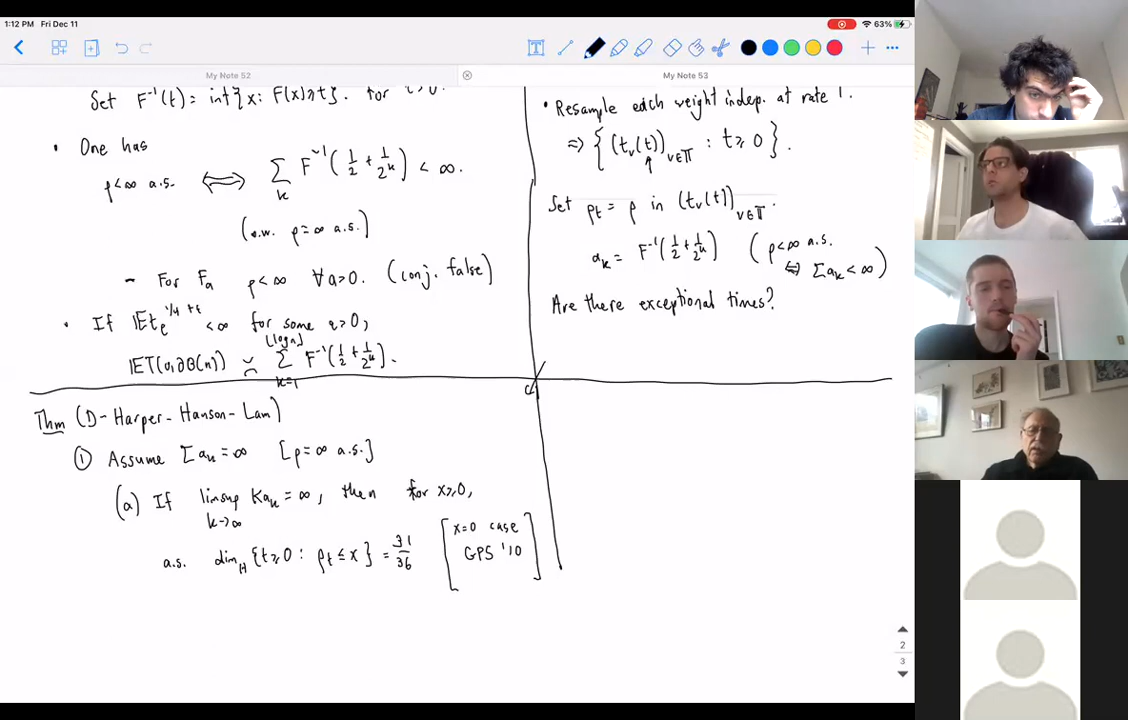 1:12 PM Fri Dec 11
63%
My Note 52
My Note 53
Set F⁻¹(t) = inf{x: F(x) ≥ t}. for t>0.
• One has
ρ<∞ a.s. ⟺ Σ_k F⁻¹(1/2 + 1/2^k) < ∞.
(o.w. ρ=∞ a.s.)
- For F_a ρ<∞ ∀a>0. (conj. false)
• If 𝔼t_e^{1/4+ε} <∞ for some ε>0,
𝔼T(0,∂B(n)) ≍ Σ_{k=1}^{⌊log n⌋} F⁻¹(1/2 + 1/2^k).
• Resample each weight indep. at rate 1.
⇒ {(t_v(t))_{v∈𝕋} : t≥0}.
Set ρ_t = ρ in (t_v(t))_{v∈𝕋}.
a_k = F⁻¹(1/2 + 1/2^k) (ρ<∞ a.s.
⇔ Σa_k < ∞)
Are there exceptional times?
Thm (D-Harper-Hanson-Lam)
① Assume Σa_k = ∞ [ρ=∞ a.s.]
(a) If limsup_{k→∞} Ka_k = ∞, then for x≥0,
a.s. dim_H {t≥0 : ρ_t ≤ x} = 31/36 [x=0 case
GPS '10]
2
3